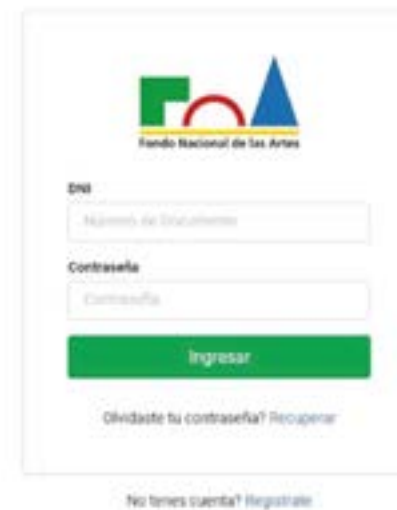 Fondo Nacional de las Artes
DNI
Número de Documento
Contraseña
Contraseña
Ingresar
Olvidaste tu contraseña? Recuperar
No tenes cuenta? Registrate